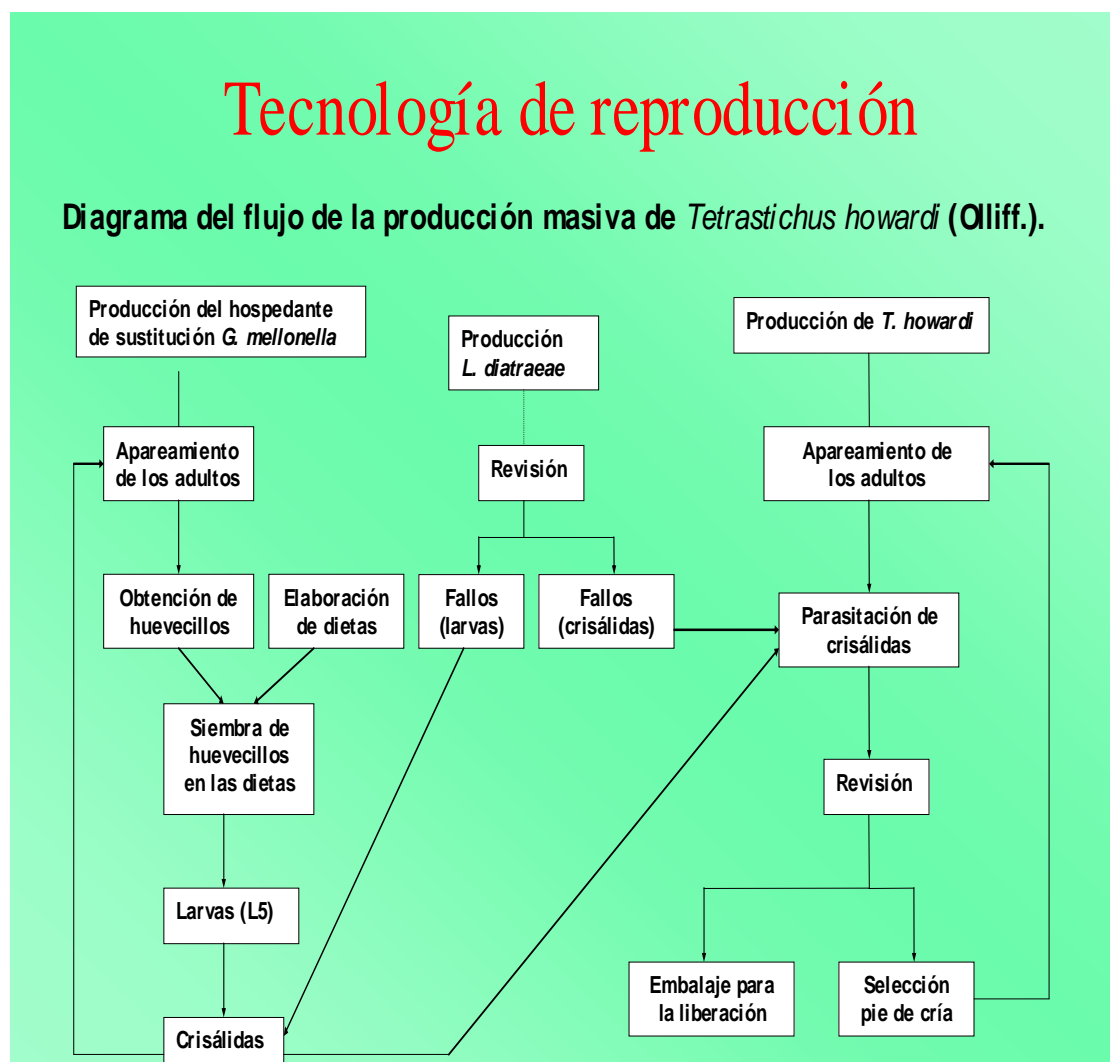 Tecnología de reproducción
Diagrama del flujo de la producción masiva de Tetrastichus howardi (Olliff.).
Producción del hospedante
de sustitución G. mellonella
Producción
L. diatraeae
Producción de T. howardi
Apareamiento
de los adultos
Revisión
Apareamiento de
los adultos
Obtención de
huevecillos
Elaboración
de dietas
Fallos
(larvas)
Fallos
(crisálidas)
Parasitación de
crisálidas
Siembra de
huevecillos
en las dietas
Revisión
Larvas (L5)
Embalaje para
la liberación
Selección
pie de cría
Crisálidas